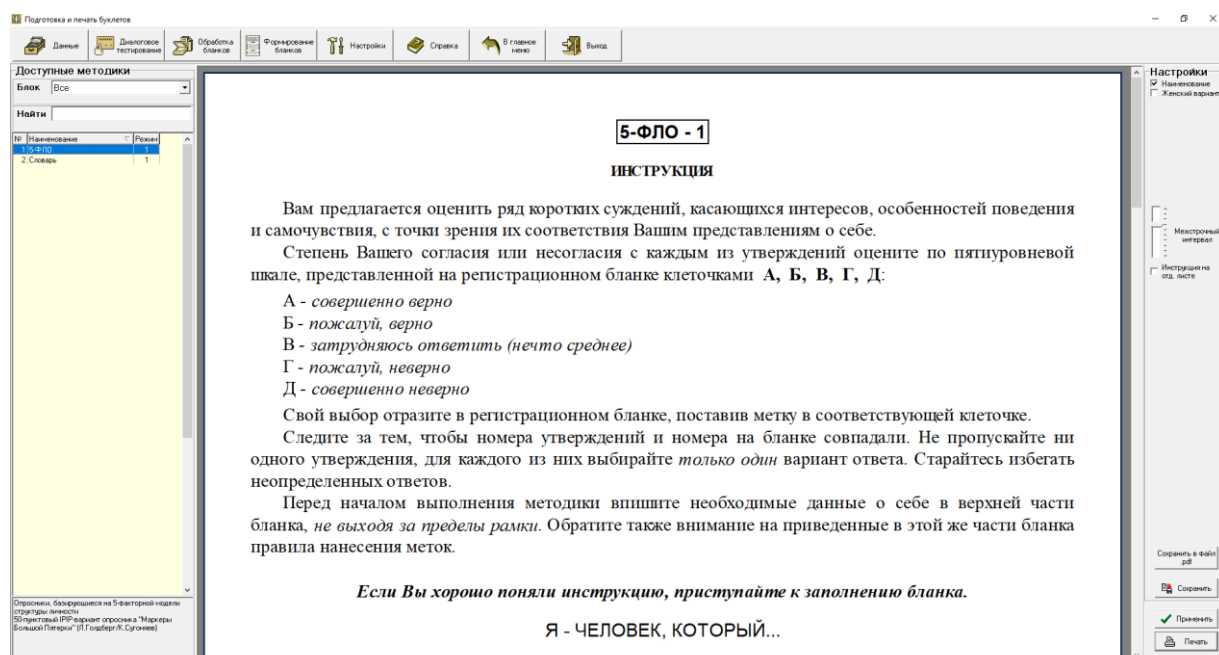 Подготовка и печать буклетов
Данные
Диалоговое тестирование
Обработка бланков
Формирование бланков
Настройки
Справка
В главное меню
Выход
Доступные методики
Блок Все
Найти
№ Наименование Режим
1 5-ФЛО 1
2 Словарь 1
Опросники, базирующиеся на 5-факторной модели
структуры личности
50-пунктовый IPIP-вариант опросника "Маркеры
Большой Пятерки" (Л.Голдберг/К.Сугоняев)
5-ФЛО - 1
ИНСТРУКЦИЯ
Вам предлагается оценить ряд коротких суждений, касающихся интересов, особенностей поведения
и самочувствия, с точки зрения их соответствия Вашим представлениям о себе.
Степень Вашего согласия или несогласия с каждым из утверждений оцените по пятиуровневой
шкале, представленной на регистрационном бланке клеточками А, Б, В, Г, Д:
А - совершенно верно
Б - пожалуй, верно
В - затрудняюсь ответить (нечто среднее)
Г - пожалуй, неверно
Д - совершенно неверно
Свой выбор отразите в регистрационном бланке, поставив метку в соответствующей клеточке.
Следите за тем, чтобы номера утверждений и номера на бланке совпадали. Не пропускайте ни
одного утверждения, для каждого из них выбирайте только один вариант ответа. Старайтесь избегать
неопределенных ответов.
Перед началом выполнения методики впишите необходимые данные о себе в верхней части
бланка, не выходя за пределы рамки. Обратите также внимание на приведенные в этой же части бланка
правила нанесения меток.
Если Вы хорошо поняли инструкцию, приступайте к заполнению бланка.
Я - ЧЕЛОВЕК, КОТОРЫЙ...
Настройки
Наименование
Женский вариант
Межстрочный
интервал
Инструкция на
отд. листе
Сохранить в файл
.pdf
Сохранить
Применить
Печать